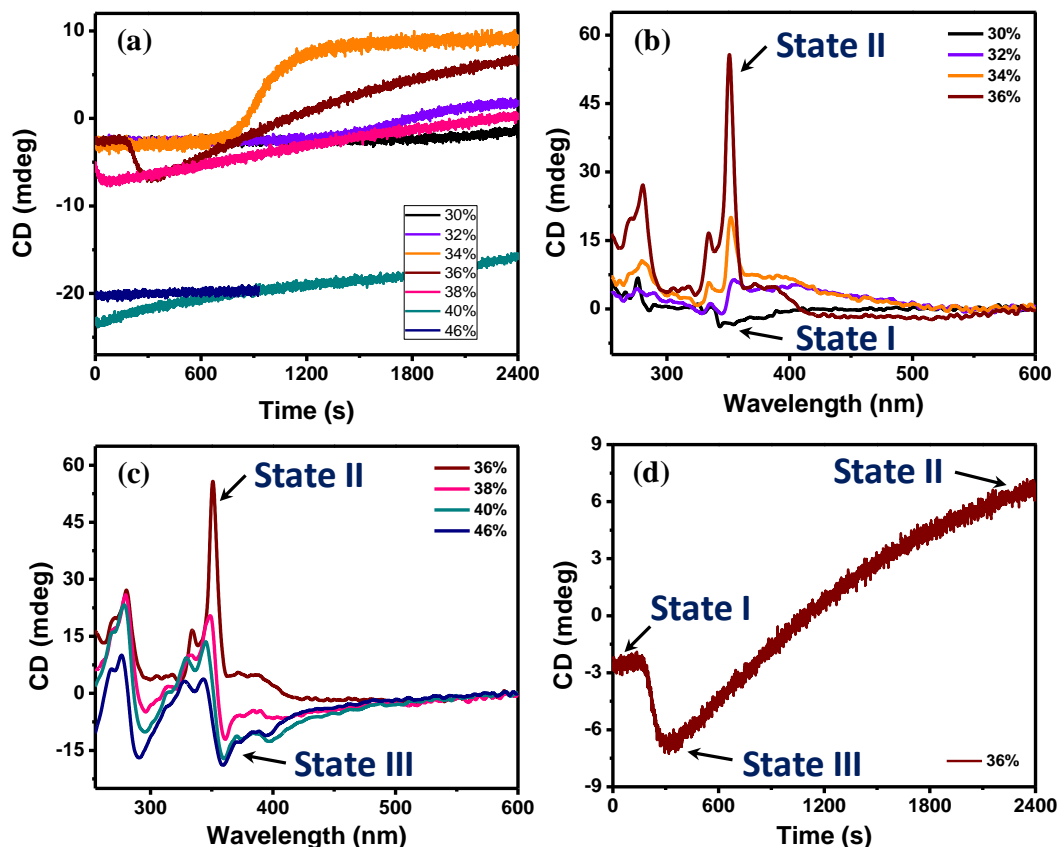 (a)
10
0
-10
-20
CD (mdeg)
30%
32%
34%
36%
38%
40%
46%
0 600 1200 1800 2400
Time (s)
(b)
State II
30%
32%
34%
36%
60
45
30
15
0
CD (mdeg)
State I
300 400 500 600
Wavelength (nm)
(c)
State II
36%
38%
40%
46%
60
45
30
15
0
-15
CD (mdeg)
State III
300 400 500 600
Wavelength (nm)
(d)
State II
9
6
3
0
-3
-6
-9
CD (mdeg)
State I
State III
36%
0 600 1200 1800 2400
Time (s)